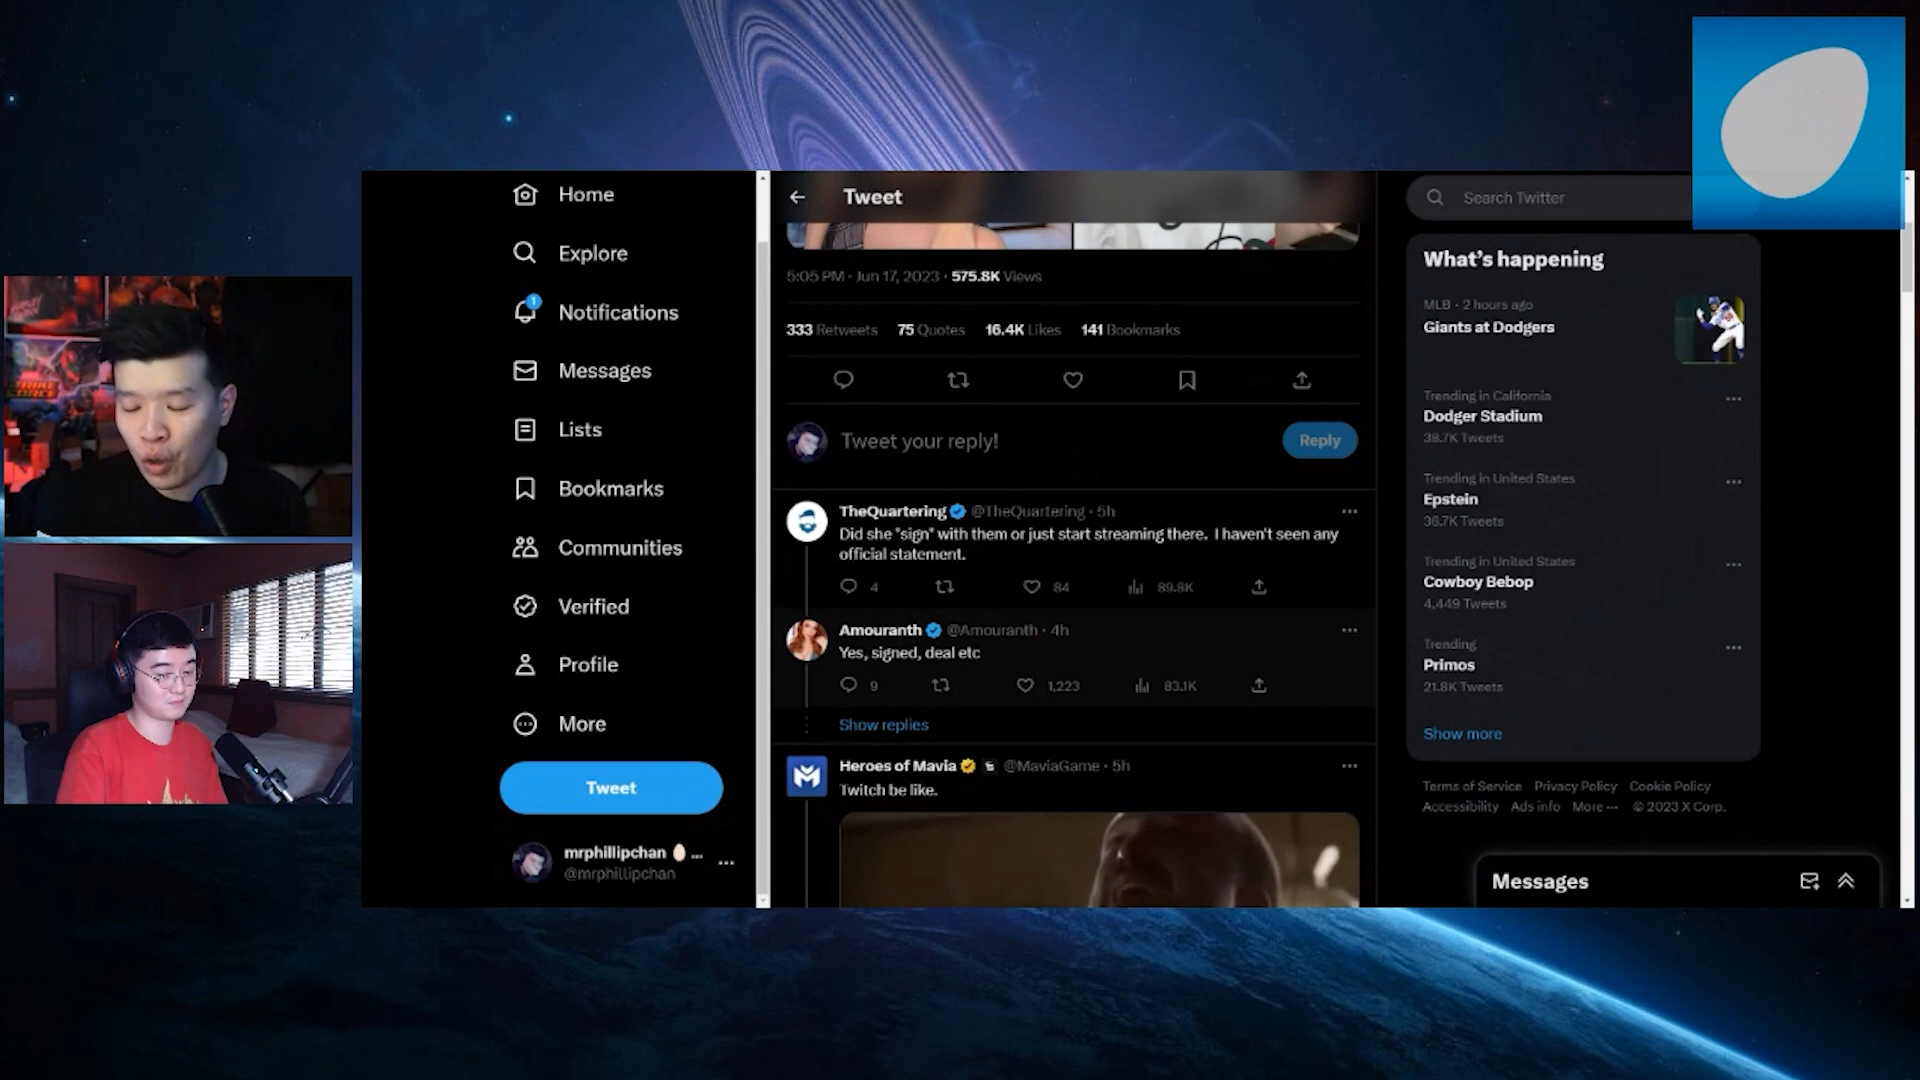 Home
Explore
1
Notifications
Messages
Lists
Bookmarks
Communities
Verified
Profile
More
Tweet
mrphillipchan 🥚 ...
@mrphillipchan
Tweet
5:05 PM · Jun 17, 2023 · 575.8K Views
333 Retweets 75 Quotes 16.4K Likes 141 Bookmarks
Tweet your reply!
Reply
TheQuartering @TheQuartering · 5h
Did she "sign" with them or just start streaming there. I haven't seen any
official statement.
4 84 89.8K
Amouranth @Amouranth · 4h
Yes, signed, deal etc
9 1,223 83.1K
Show replies
Heroes of Mavia @MaviaGame · 5h
Twitch be like.
Search Twitter
What's happening
MLB · 2 hours ago
Giants at Dodgers
Trending in California
Dodger Stadium
38.7K Tweets
Trending in United States
Epstein
36.7K Tweets
Trending in United States
Cowboy Bebop
4,449 Tweets
Trending
Primos
21.8K Tweets
Show more
Terms of Service Privacy Policy Cookie Policy
Accessibility Ads info More ··· © 2023 X Corp.
Messages